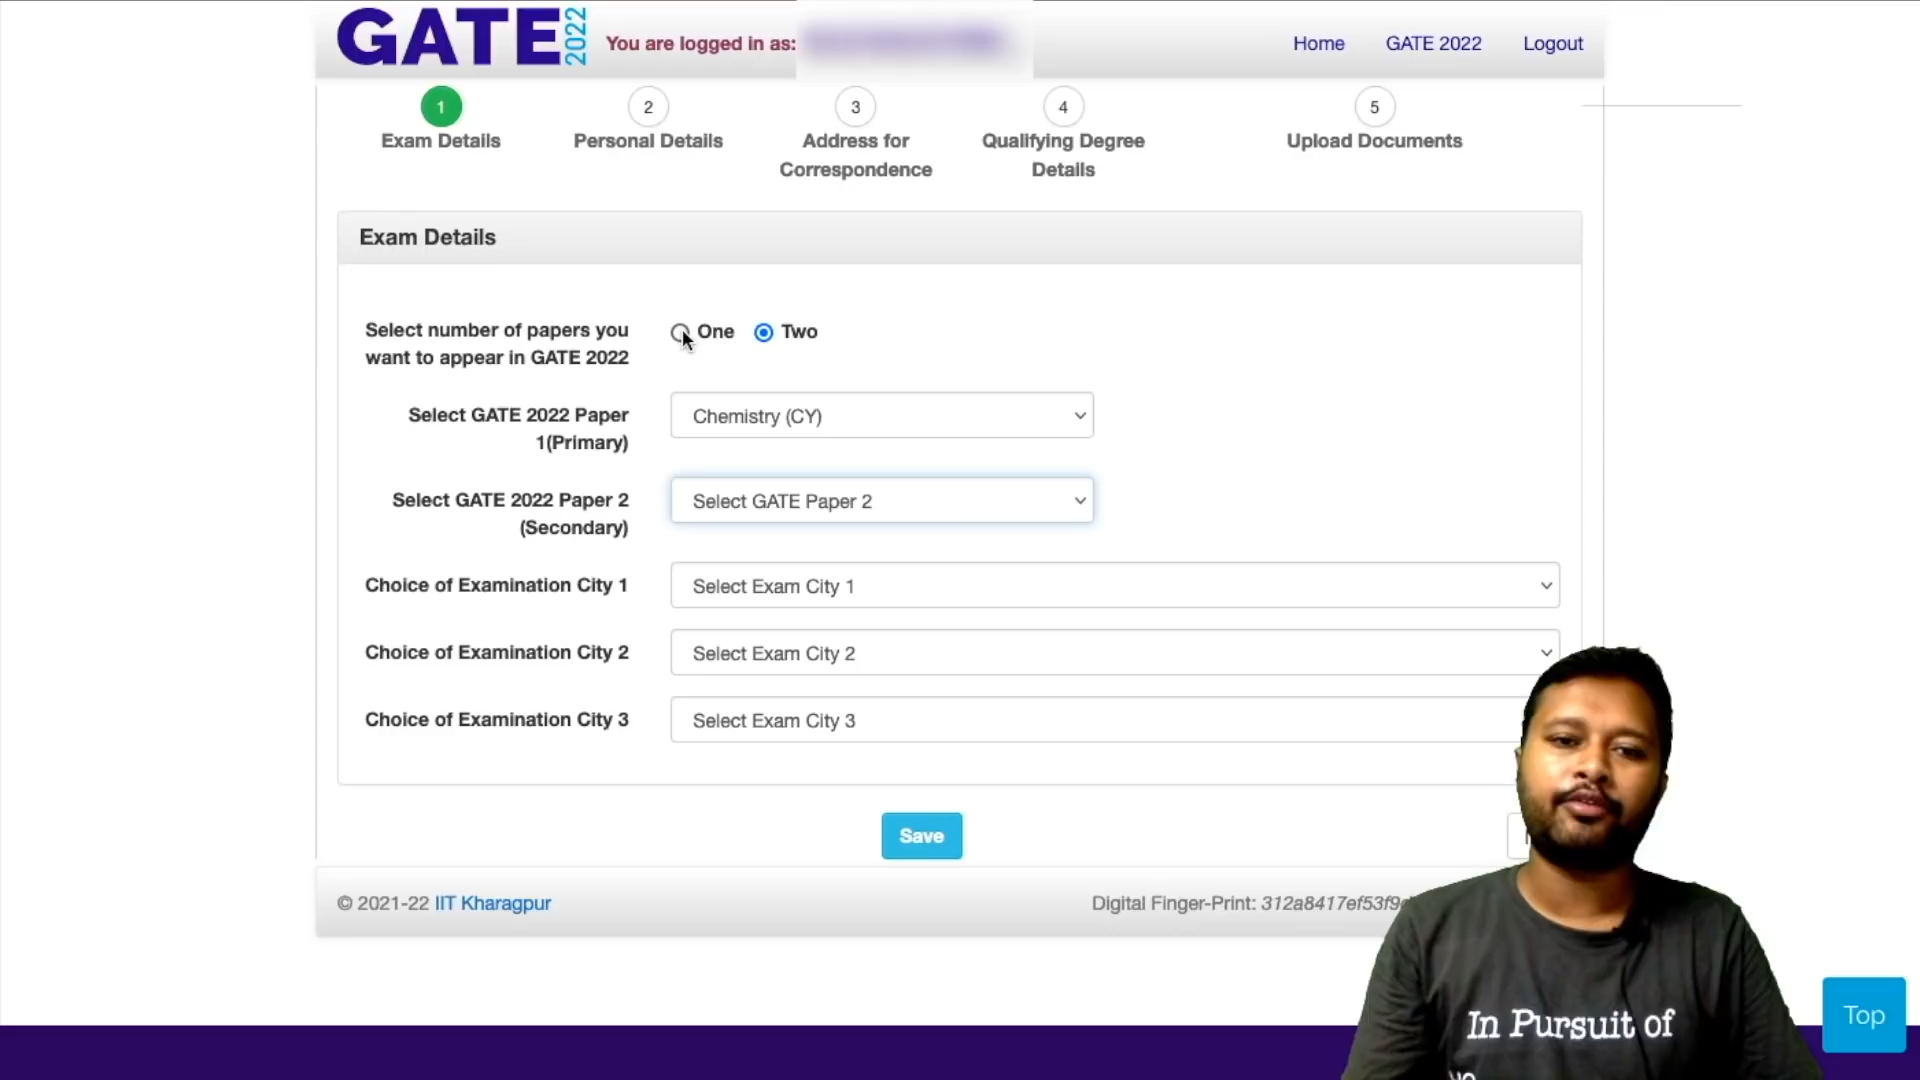 GATE 2022
You are logged in as:
Home GATE 2022 Logout
1 2 3 4 5
Exam Details Personal Details Address for Qualifying Degree Upload Documents
Correspondence Details
Exam Details
Select number of papers you
want to appear in GATE 2022
One Two
Select GATE 2022 Paper
1(Primary)
Chemistry (CY)
Select GATE 2022 Paper 2
(Secondary)
Select GATE Paper 2
Choice of Examination City 1
Select Exam City 1
Choice of Examination City 2
Select Exam City 2
Choice of Examination City 3
Select Exam City 3
Save
© 2021-22 IIT Kharagpur
Digital Finger-Print: 312a8417ef53f9
In Pursuit of
Top